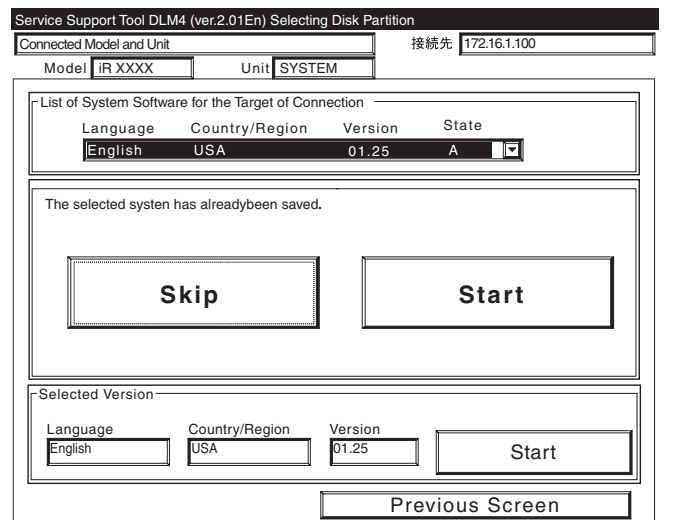 Service Support Tool DLM4 (ver.2.01En) Selecting Disk Partition
Connected Model and Unit 接続先 172.16.1.100
Model iR XXXX Unit SYSTEM
List of System Software for the Target of Connection
Language Country/Region Version State
English USA 01.25 A
The selected systen has alreadybeen saved.
Skip Start
Selected Version
Language Country/Region Version
English USA 01.25 Start
Previous Screen